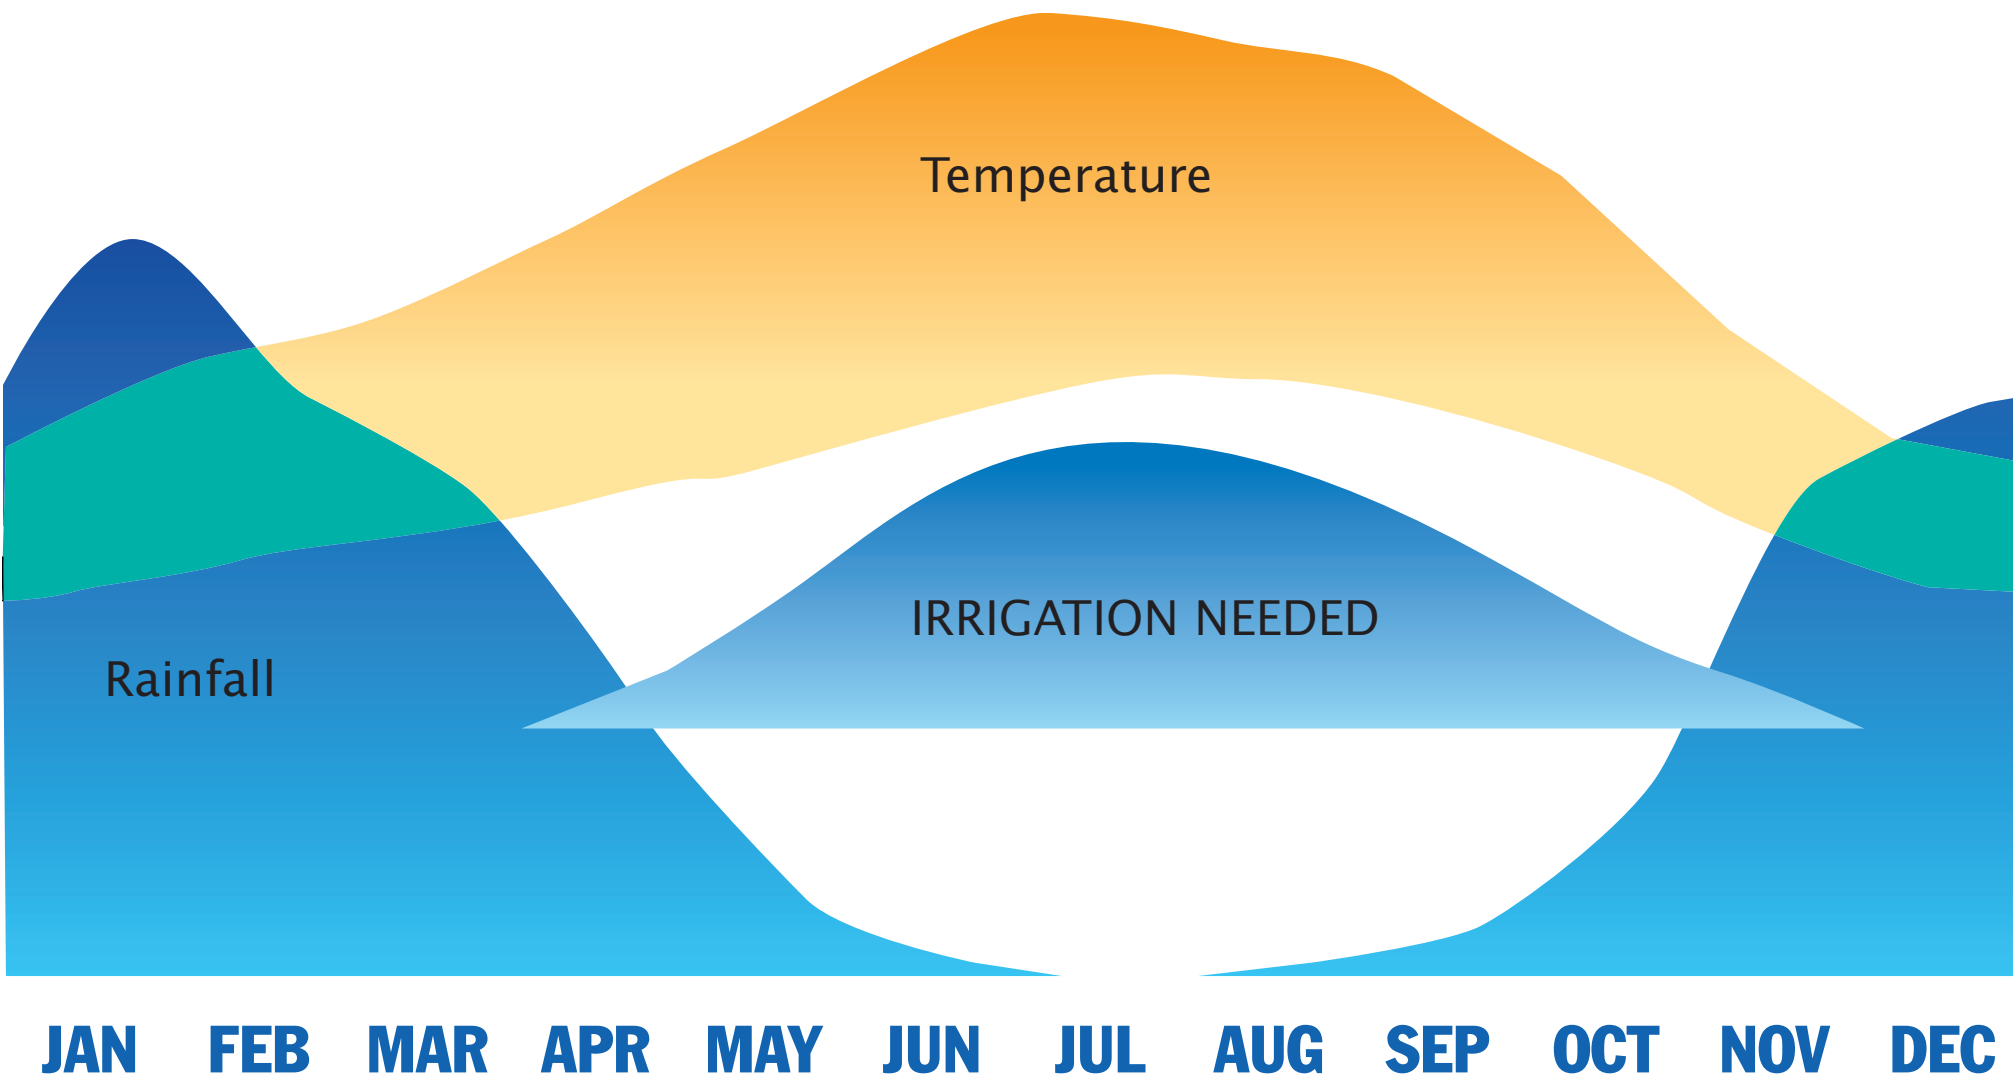 Temperature
IRRIGATION NEEDED
Rainfall
JAN FEB MAR APR MAY JUN JUL AUG SEP OCT NOV DEC